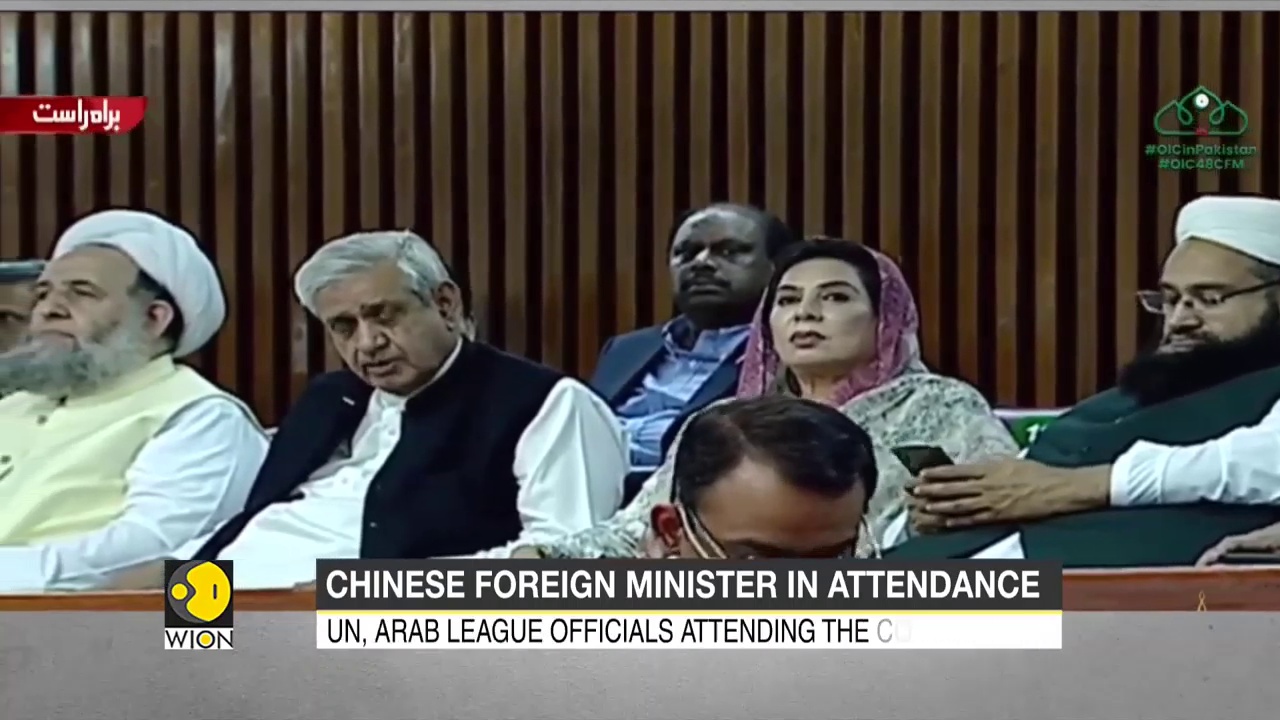 براہ راست
#OICinPakistan
#OIC48CFM
CHINESE FOREIGN MINISTER IN ATTENDANCE
UN, ARAB LEAGUE OFFICIALS ATTENDING THE
WION